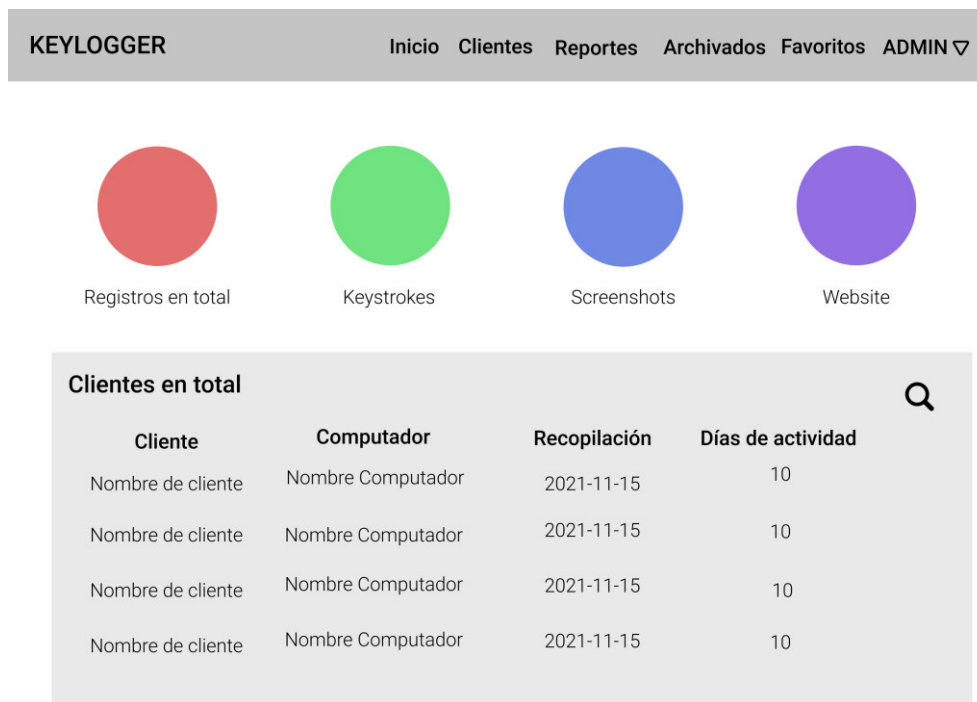 KEYLOGGER Inicio Clientes Reportes Archivados Favoritos ADMIN
Registros en total Keystrokes Screenshots Website
Clientes en total
Cliente Computador Recopilación Días de actividad
Nombre de cliente Nombre Computador 2021-11-15 10
Nombre de cliente Nombre Computador 2021-11-15 10
Nombre de cliente Nombre Computador 2021-11-15 10
Nombre de cliente Nombre Computador 2021-11-15 10